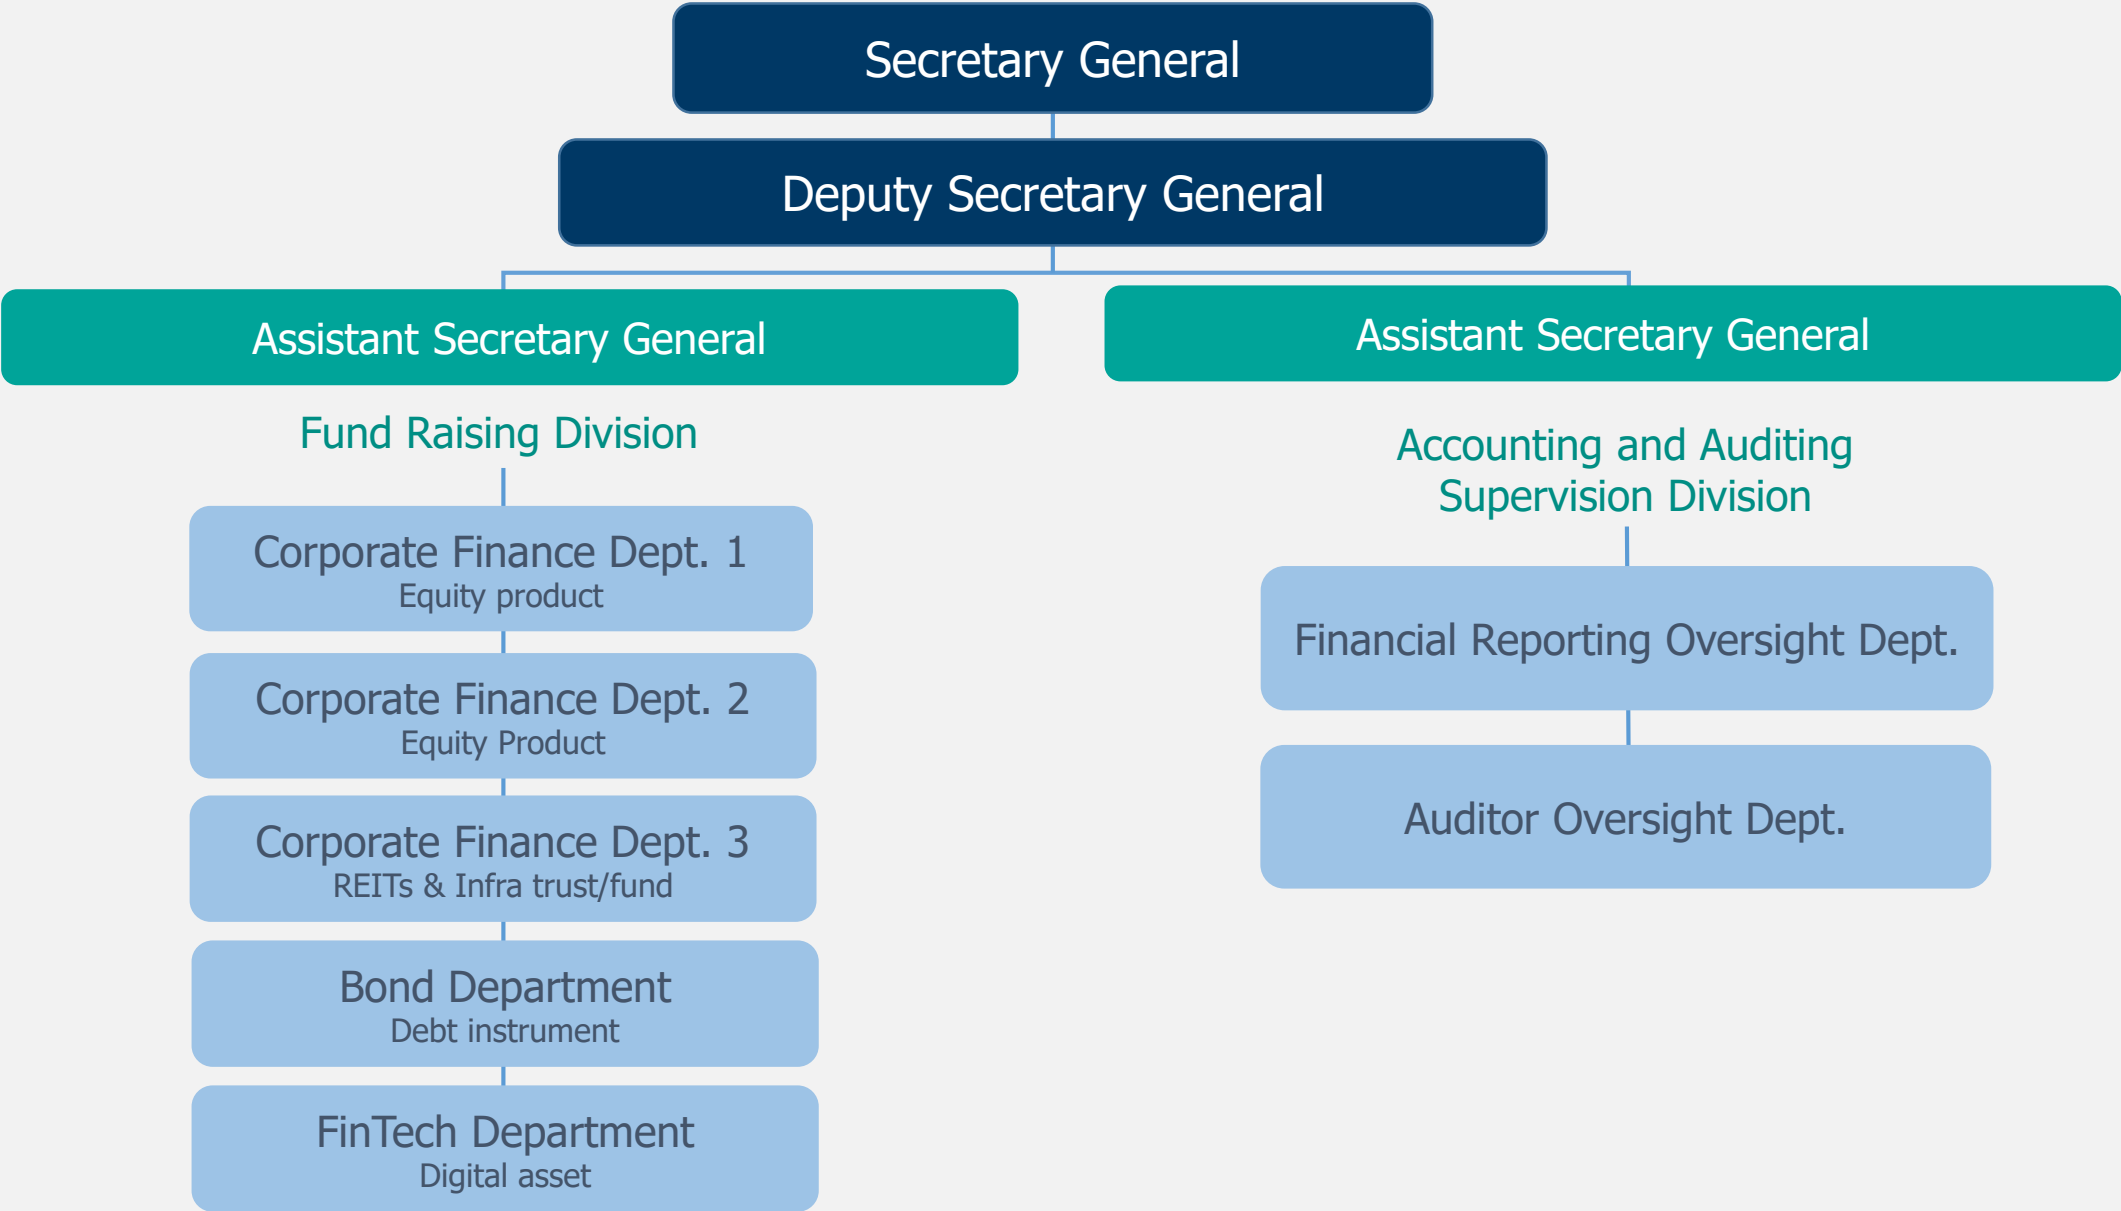 Secretary General
Deputy Secretary General
Assistant Secretary General
Fund Raising Division
Corporate Finance Dept. 1
Equity product
Corporate Finance Dept. 2
Equity Product
Corporate Finance Dept. 3
REITs & Infra trust/fund
Bond Department
Debt instrument
FinTech Department
Digital asset
Assistant Secretary General
Accounting and Auditing
Supervision Division
Financial Reporting Oversight Dept.
Auditor Oversight Dept.